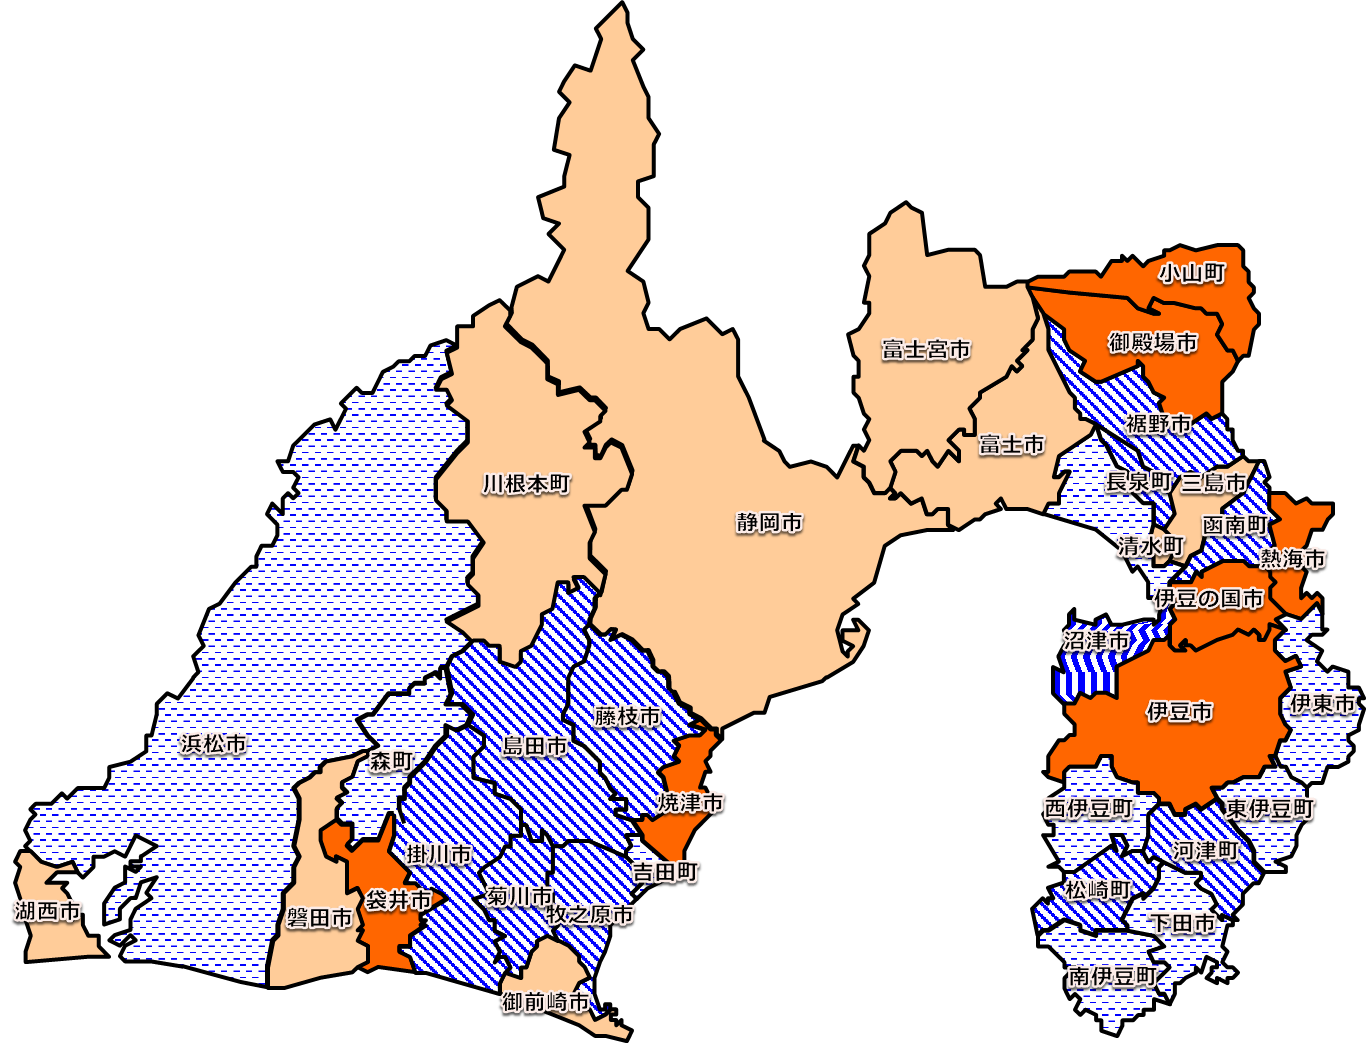 小山町
御殿場市
富士宮市
裾野市
富士市
長泉町
三島市
川根本町
静岡市
函南町
清水町
熱海市
伊豆の国市
沼津市
伊豆市
伊東市
藤枝市
浜松市
島田市
森町
焼津市
西伊豆町
東伊豆町
掛川市
河津町
吉田町
松崎町
菊川市
袋井市
湖西市
磐田市
牧之原市
下田市
南伊豆町
御前崎市